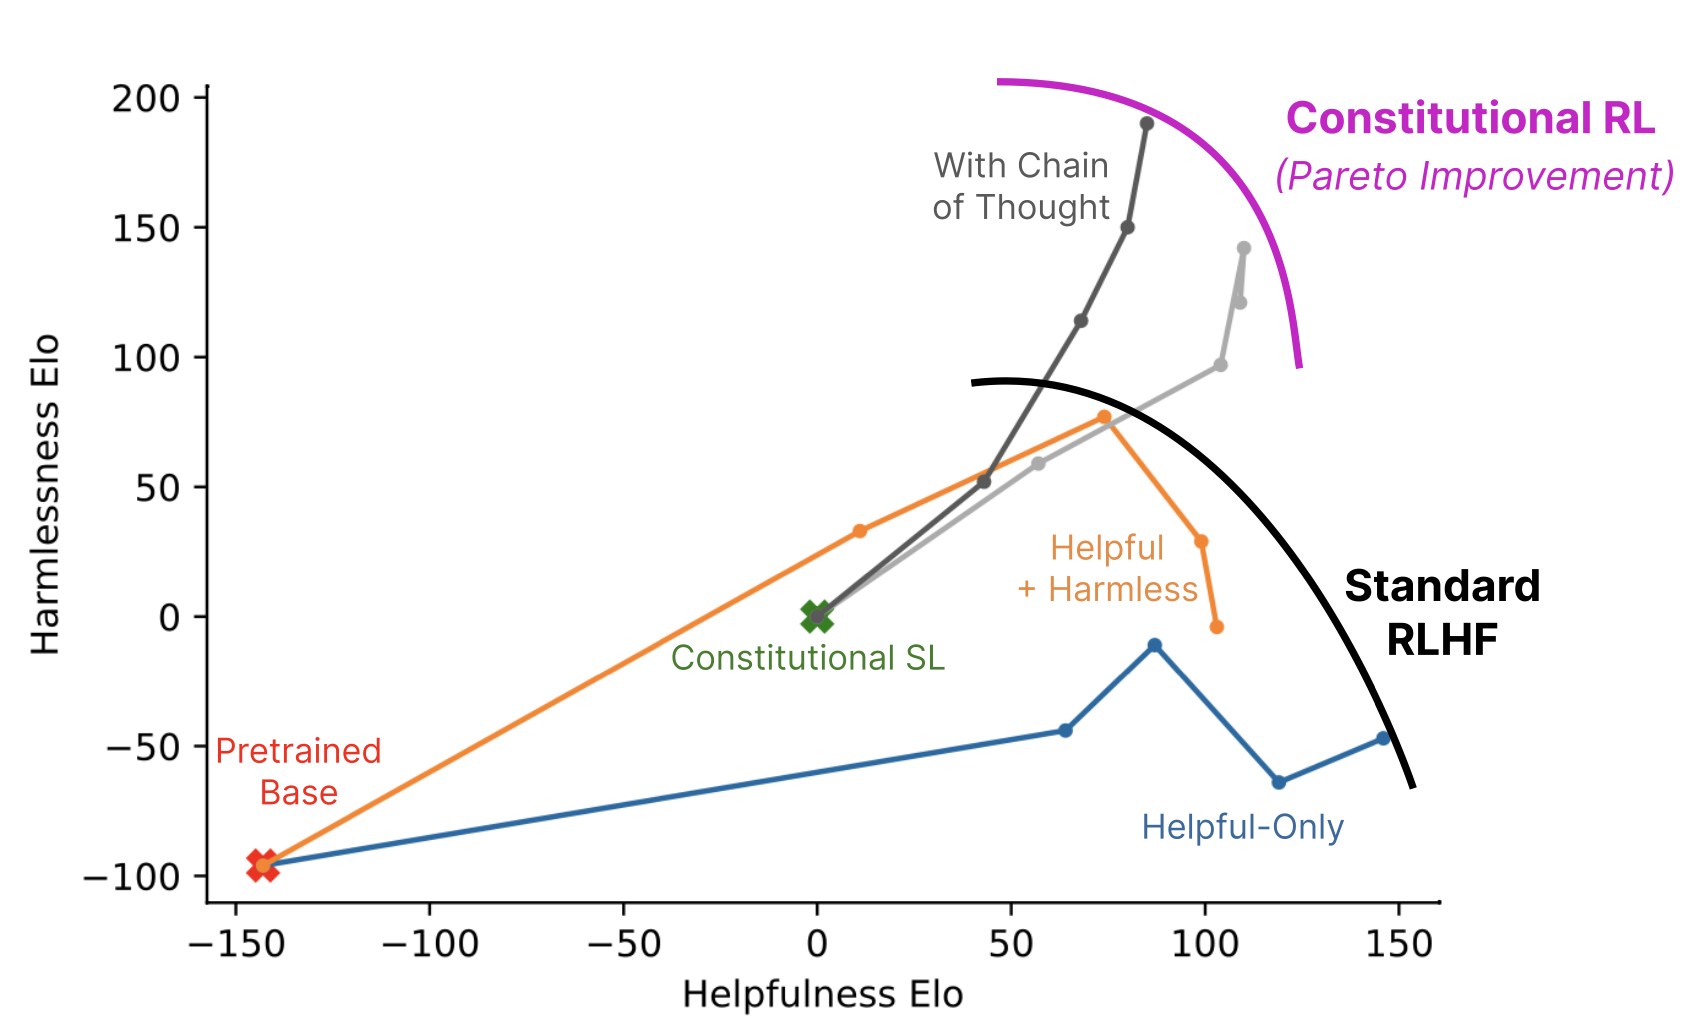 Harmlessness Elo
200
150
100
50
0
−50
−100
With Chain
of Thought
Constitutional RL
(Pareto Improvement)
Helpful
+ Harmless
Standard
RLHF
Constitutional SL
Pretrained
Base
Helpful-Only
−150
−100
−50
0
50
100
150
Helpfulness Elo